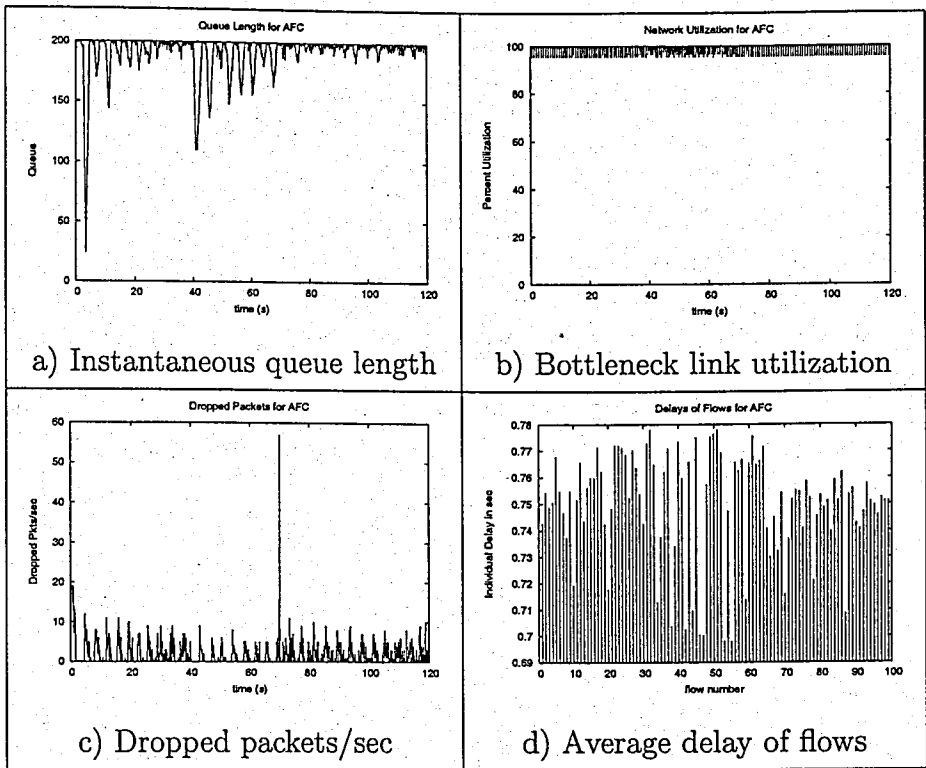 Queue Length for AFC
Queue
200
150
100
50
0
0 20 40 60 80 100 120
time (s)
a) Instantaneous queue length
Network Utilization for AFC
Percent Utilization
100
80
60
40
20
0
0 20 40 60 80 100 120
time (s)
b) Bottleneck link utilization
Dropped Packets for AFC
Dropped Pkts/sec
60
50
40
30
20
10
0
0 20 40 60 80 100 120
time (s)
c) Dropped packets/sec
Delays of Flows for AFC
Individual Delay in sec
0.78
0.77
0.76
0.75
0.74
0.73
0.72
0.71
0.7
0.69
0 10 20 30 40 50 60 70 80 90 100
flow number
d) Average delay of flows